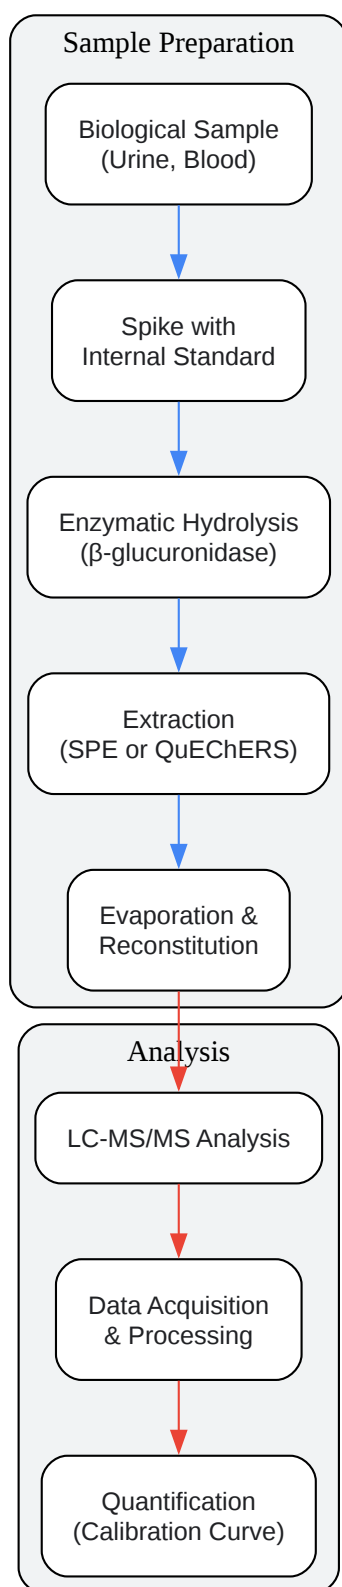 Sample Preparation
Biological Sample
(Urine, Blood)
Spike with
Internal Standard
Enzymatic Hydrolysis
(β-glucuronidase)
Extraction
(SPE or QuEChERS)
Evaporation &
Reconstitution
Analysis
LC-MS/MS Analysis
Data Acquisition
& Processing
Quantification
(Calibration Curve)